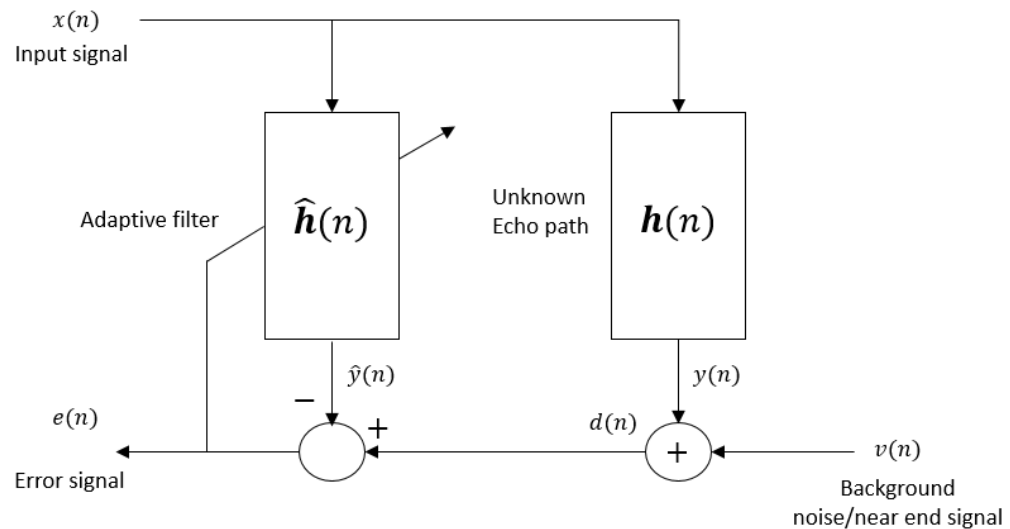 x(n)
Input signal
Adaptive filter
ĥ(n)
Unknown
Echo path
h(n)
ŷ(n)
y(n)
−
+
e(n)
d(n)
+
v(n)
Error signal
Background
noise/near end signal